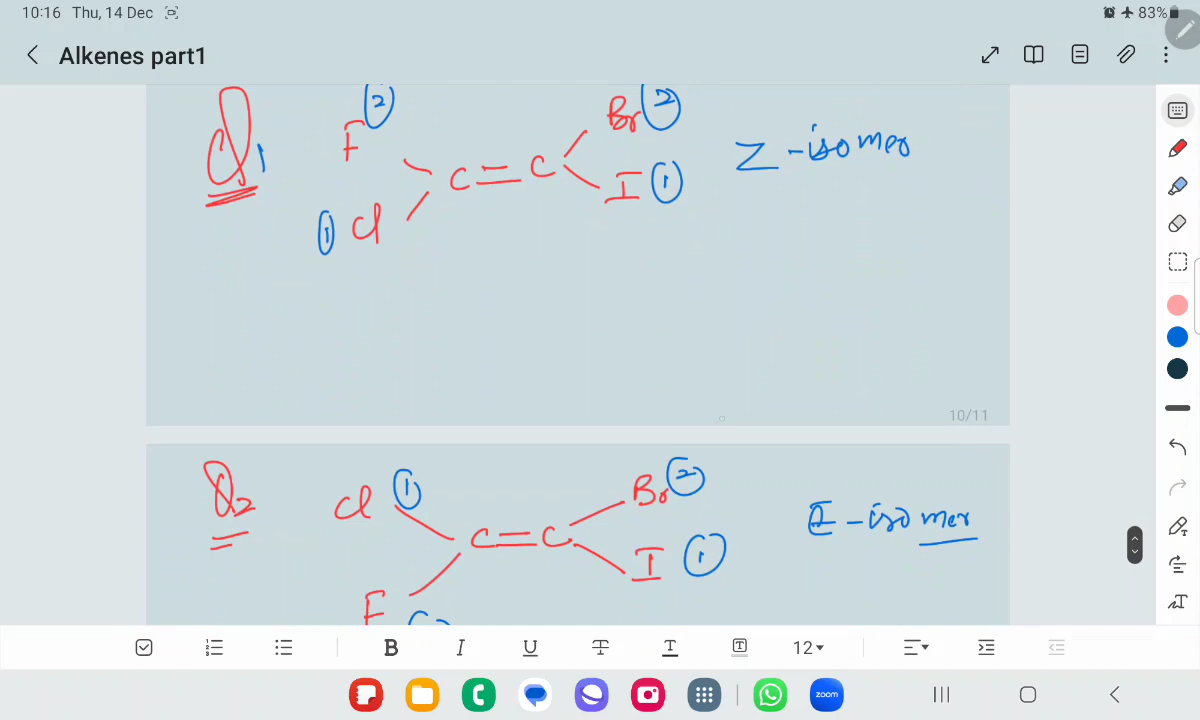 10:16 Thu, 14 Dec 83%
Alkenes part1
Q1 F 2 Br 2 Z-isomer
C=C
1 Cl I 1
10/11
Q2 Cl 1 Br 2 E-isomer
C=C
F I 1
B I U T T T 12
zoom